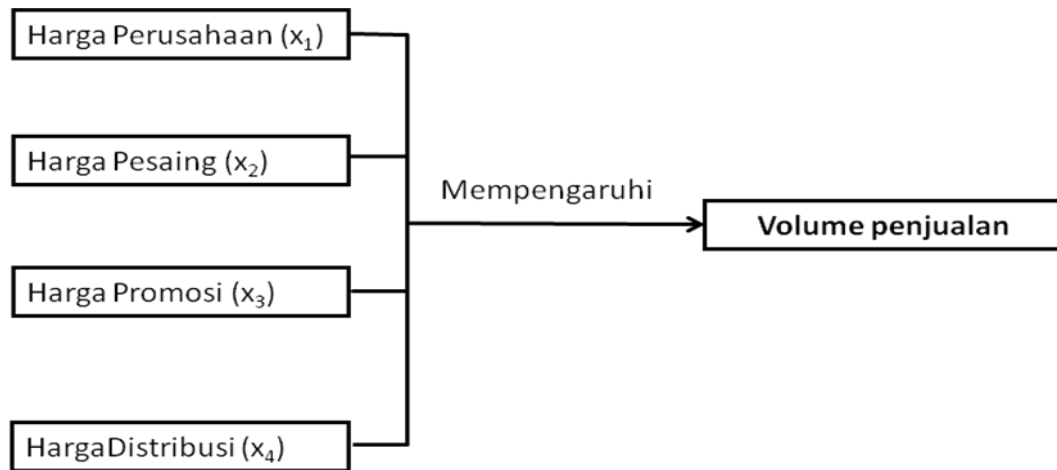 Harga Perusahaan (x₁)
Harga Pesaing (x₂)
Mempengaruhi
Volume penjualan
Harga Promosi (x₃)
HargaDistribusi (x₄)